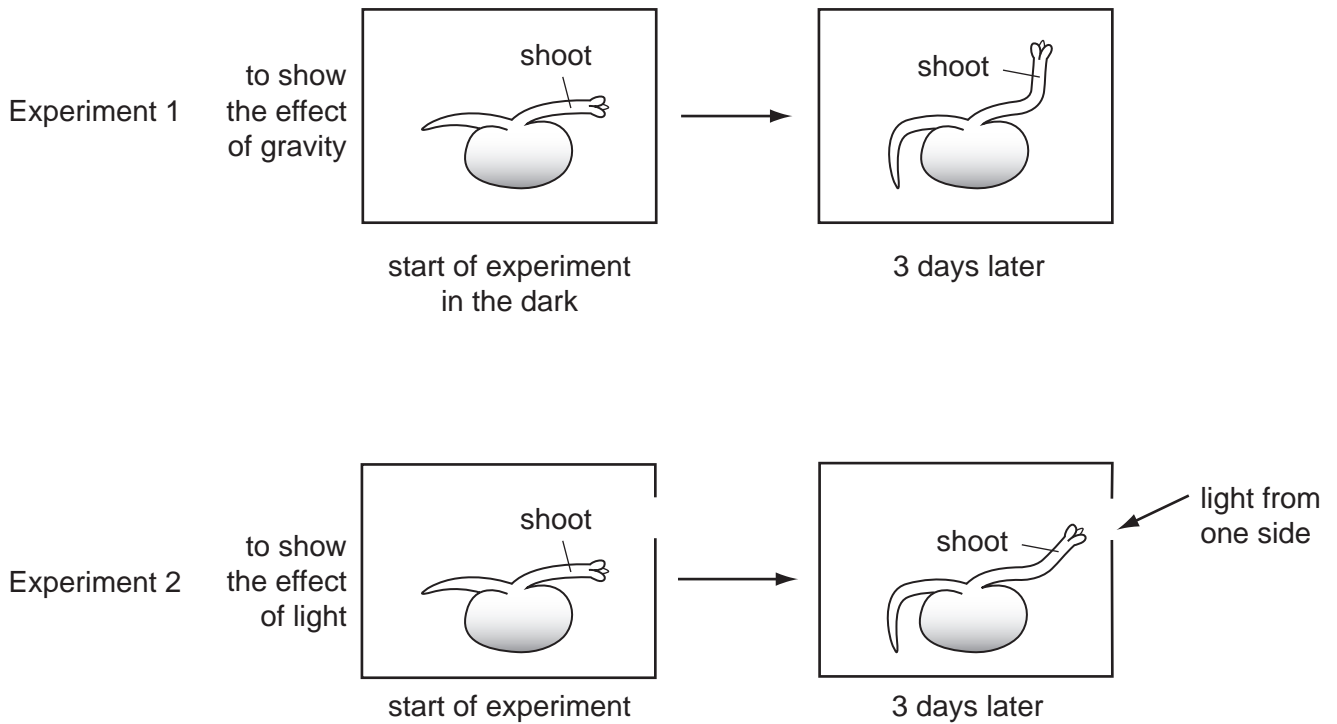 Experiment 1
to show
the effect
of gravity
shoot
shoot
start of experiment
in the dark
3 days later
Experiment 2
to show
the effect
of light
shoot
shoot
light from
one side
start of experiment
3 days later